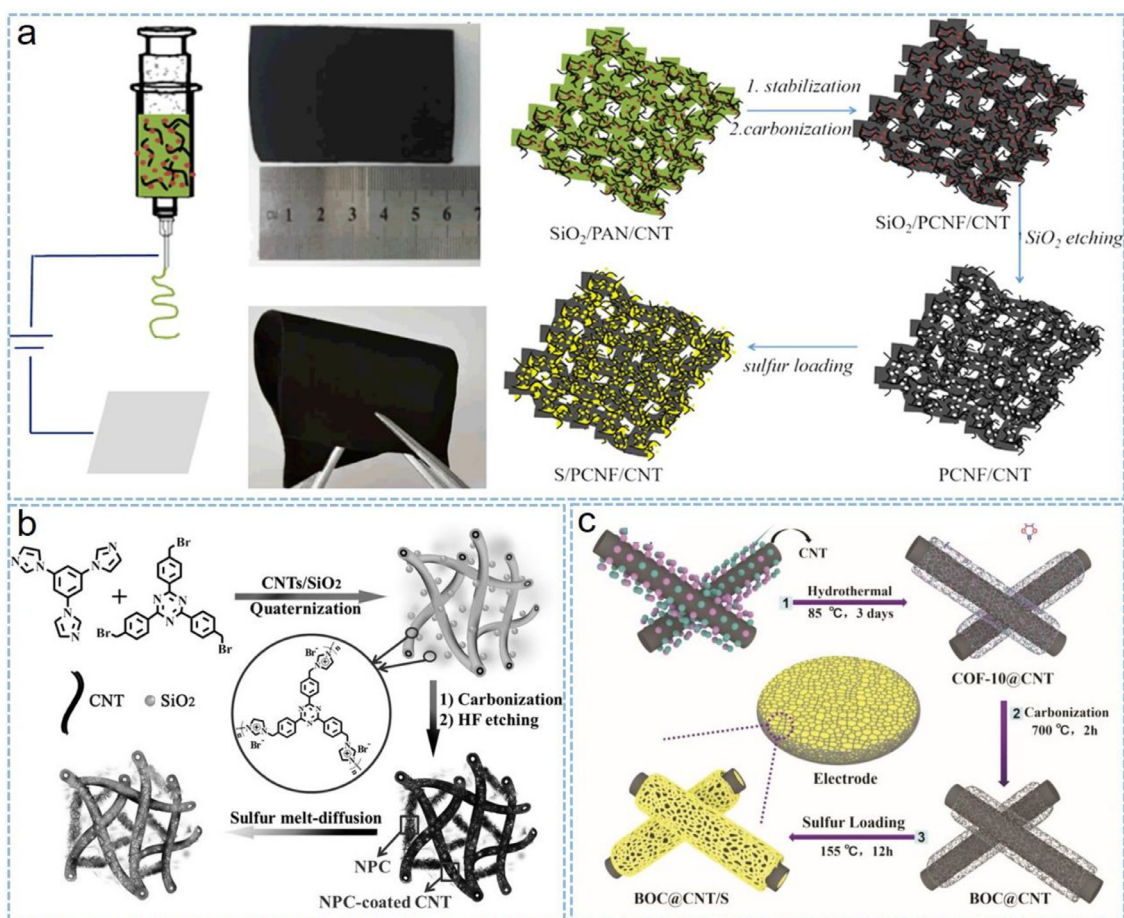 a
1 2 3 4 5 6 7
SiO2/PAN/CNT
1. stabilization
2.carbonization
SiO2/PCNF/CNT
SiO2 etching
PCNF/CNT
sulfur loading
S/PCNF/CNT
b
N
N
N
N
N
N
+
Br
N
N
N
Br
Br
CNTs/SiO2
Quaternization
CNT
SiO2
Br-
Br-
Br-
1) Carbonization
2) HF etching
Sulfur melt-diffusion
NPC
NPC-coated CNT
c
CNT
1 Hydrothermal
85 ℃, 3 days
COF-10@CNT
2 Carbonization
700 ℃, 2h
Electrode
Sulfur Loading
3
155 ℃, 12h
BOC@CNT/S
BOC@CNT